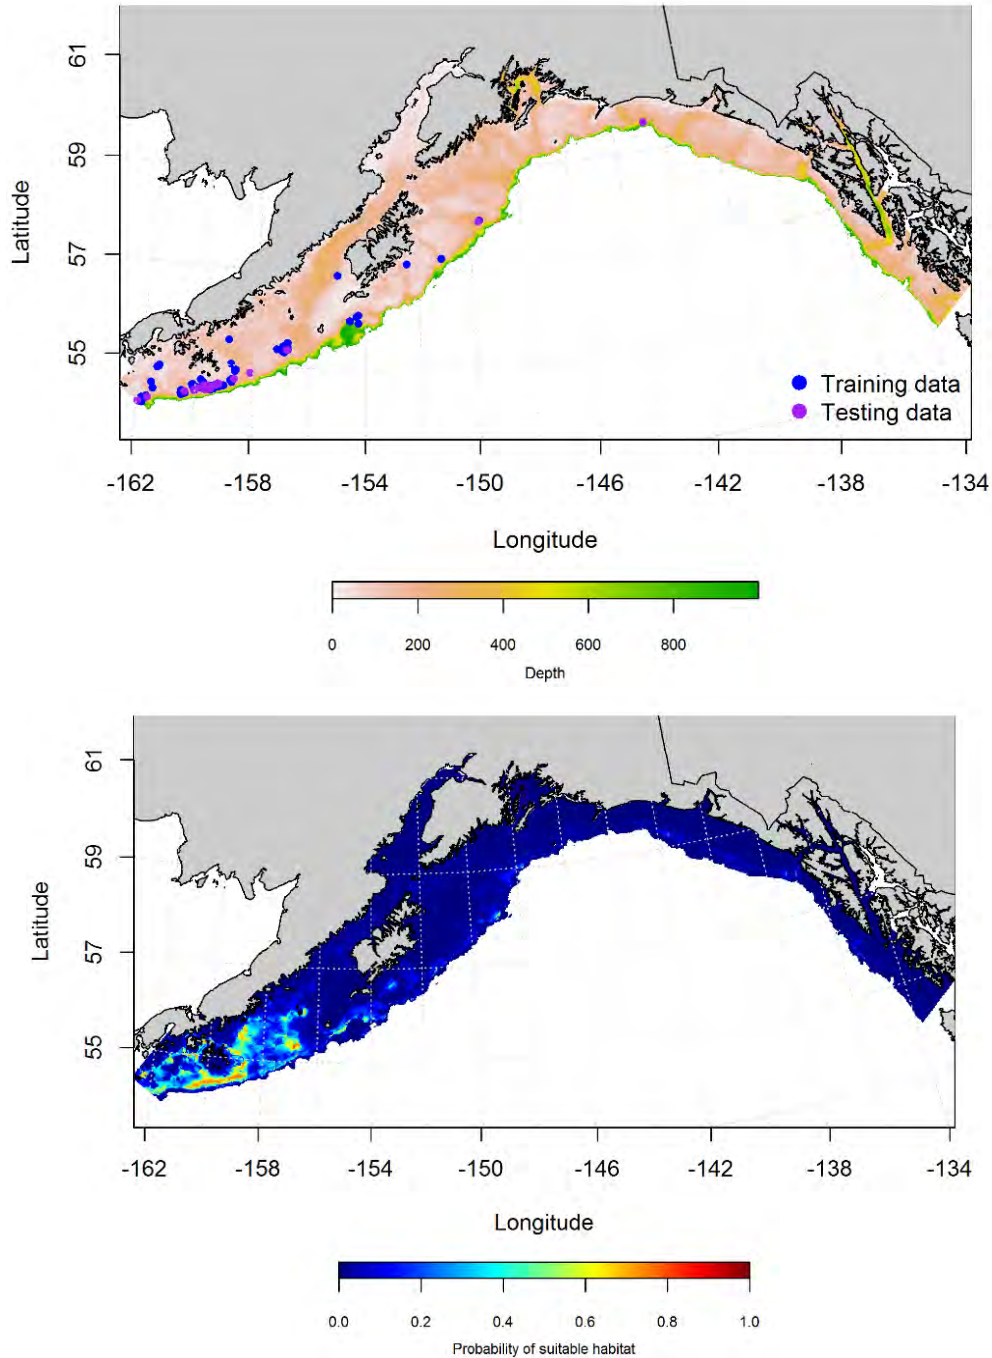 61
59
57
55
Latitude
Training data
Testing data
-162 -158 -154 -150 -146 -142 -138 -134
Longitude
0 200 400 600 800
Depth
61
59
57
55
Latitude
-162 -158 -154 -150 -146 -142 -138 -134
Longitude
0.0 0.2 0.4 0.6 0.8 1.0
Probability of suitable habitat